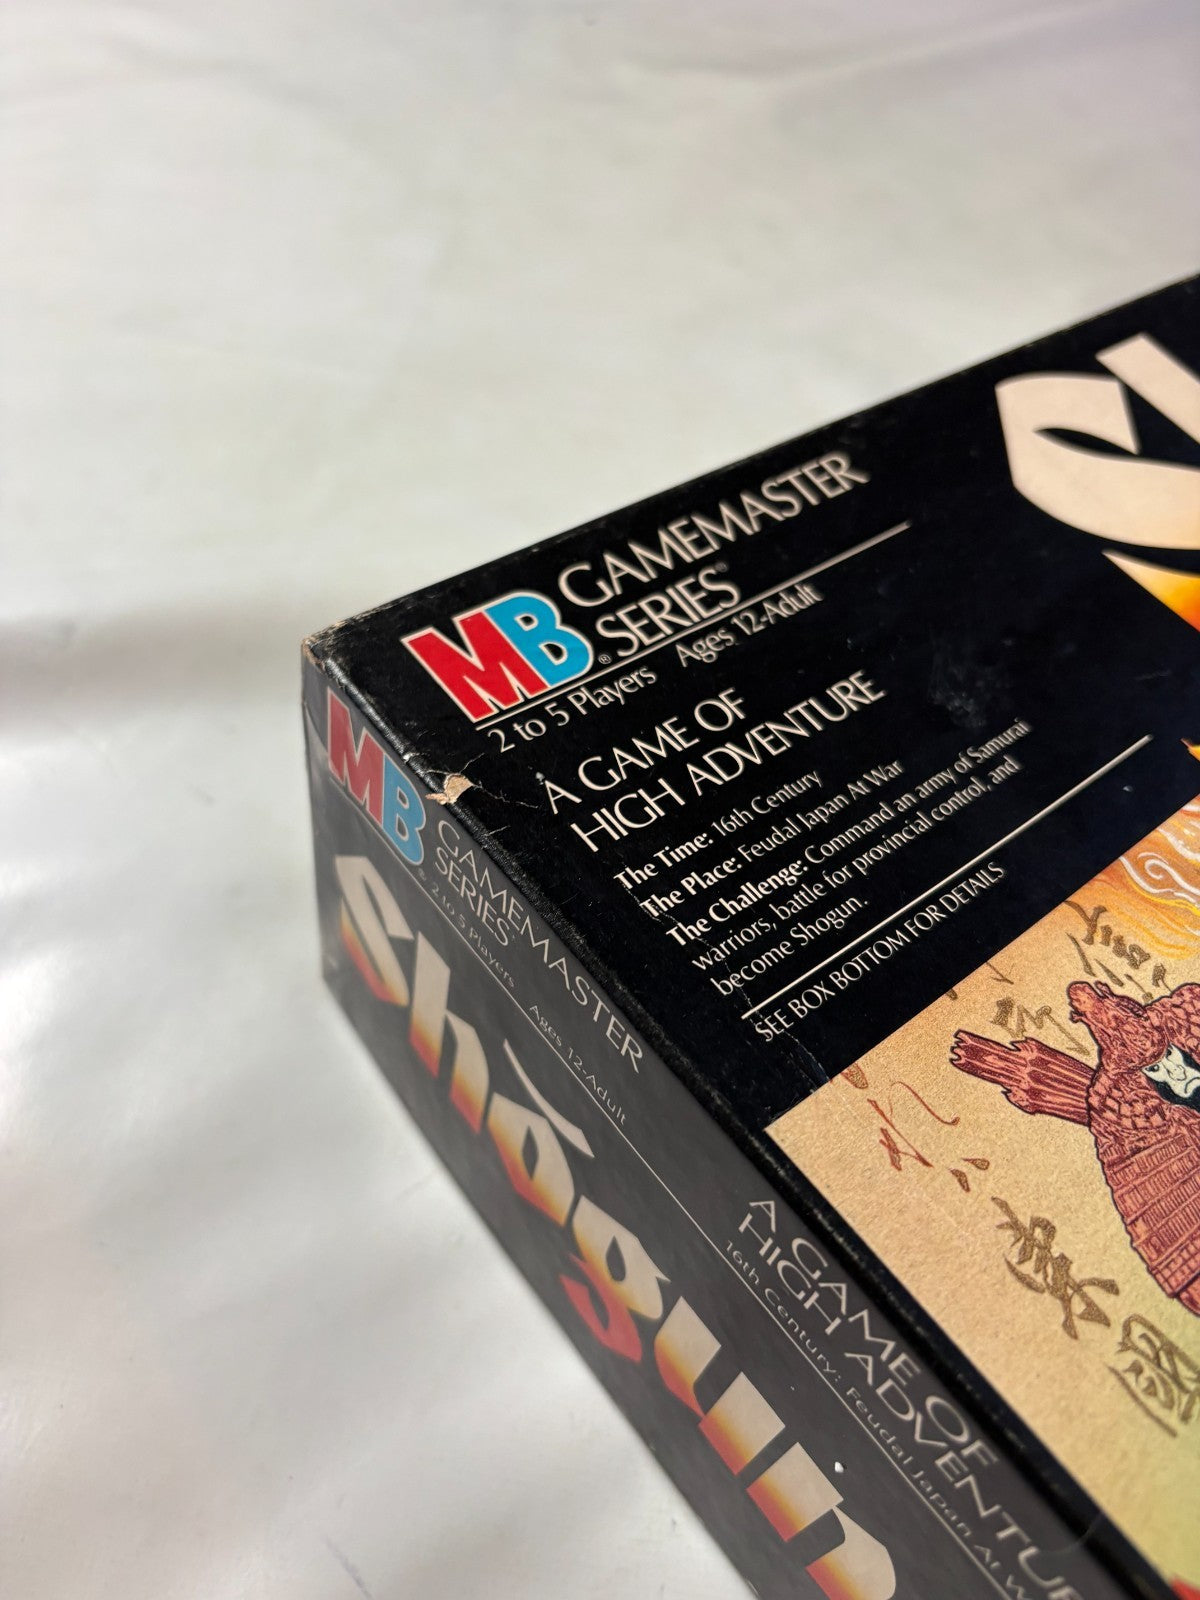 MB® GAMEMASTER
SERIES®
2 to 5 Players Ages 12-Adult
A GAME OF
HIGH ADVENTURE
The Time: 16th Century
The Place: Feudal Japan At War
The Challenge: Command an army of Samurai
warriors, battle for provincial control, and
become Shogun.
SEE BOX BOTTOM FOR DETAILS
MB® GAMEMASTER
SERIES®
2 to 5 Players Ages 12-Adult
Shōgun
A GAME OF
HIGH ADVENTU
16th Century: Feudal Japan At W